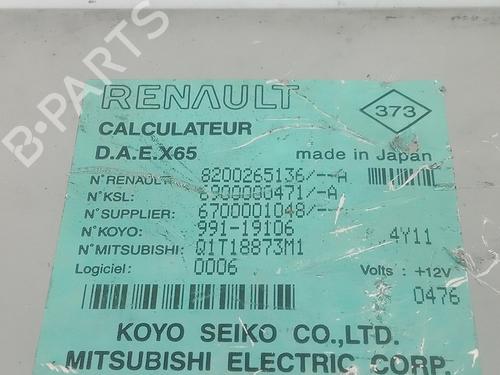 B-PARTS
RENAULT
373
CALCULATEUR
D.A.E.X65
made in Japan
N°RENAULT: 8200265136/--A
N°KSL: 6900000471/-A
N°SUPPLIER: 6700001048/--
N°KOYO: 991-19106
4Y11
N°MITSUBISHI: Q1T18873M1
Logiciel: 0006
Volts: +12V
0476
KOYO SEIKO CO.,LTD.
MITSUBISHI ELECTRIC CORP.